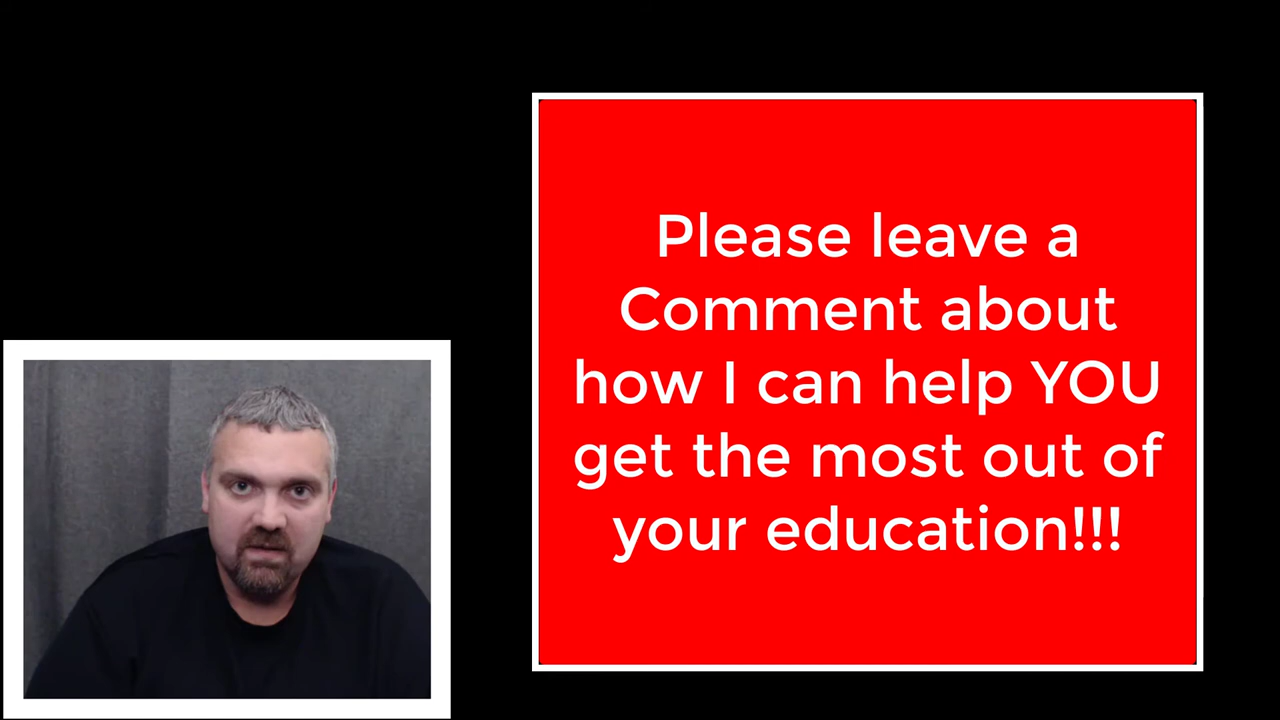 Please leave a
Comment about
how I can help YOU
get the most out of
your education!!!